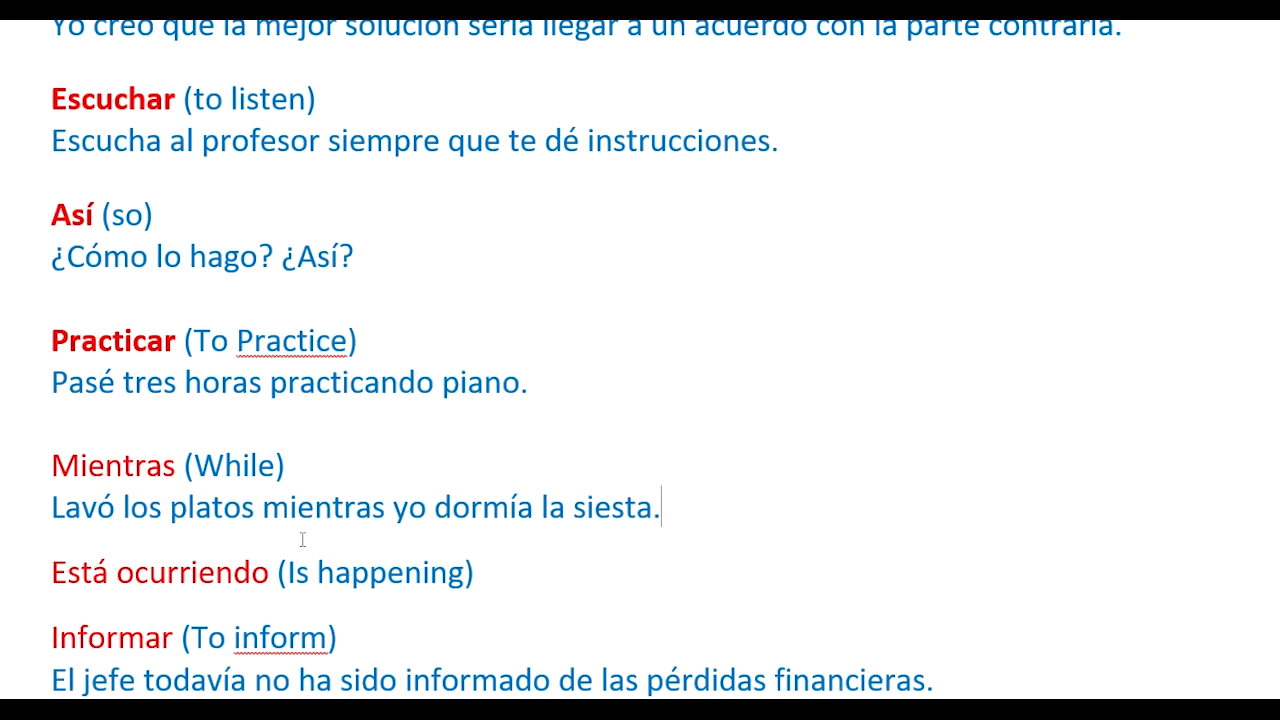 Yo creo que la mejor solución sería llegar a un acuerdo con la parte contraria.
Escuchar (to listen)
Escucha al profesor siempre que te dé instrucciones.
Así (so)
¿Cómo lo hago? ¿Así?
Practicar (To Practice)
Pasé tres horas practicando piano.
Mientras (While)
Lavó los platos mientras yo dormía la siesta.
Está ocurriendo (Is happening)
Informar (To inform)
El jefe todavía no ha sido informado de las pérdidas financieras.